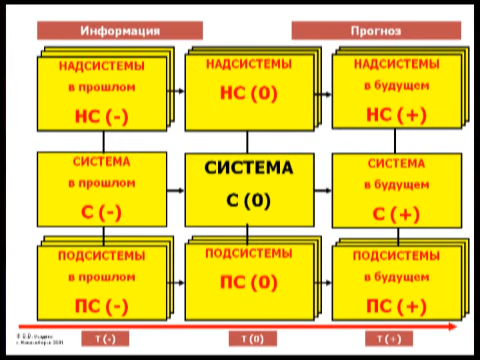 Информация
Прогноз
НАДСИСТЕМЫ
в прошлом
НС (-)
НАДСИСТЕМЫ
НС (0)
НАДСИСТЕМЫ
в будущем
НС (+)
СИСТЕМА
в прошлом
С (-)
СИСТЕМА
С (0)
СИСТЕМА
в будущем
С (+)
ПОДСИСТЕМЫ
в прошлом
ПС (-)
ПОДСИСТЕМЫ
ПС (0)
ПОДСИСТЕМЫ
в будущем
ПС (+)
Т (-)
Т (0)
Т (+)